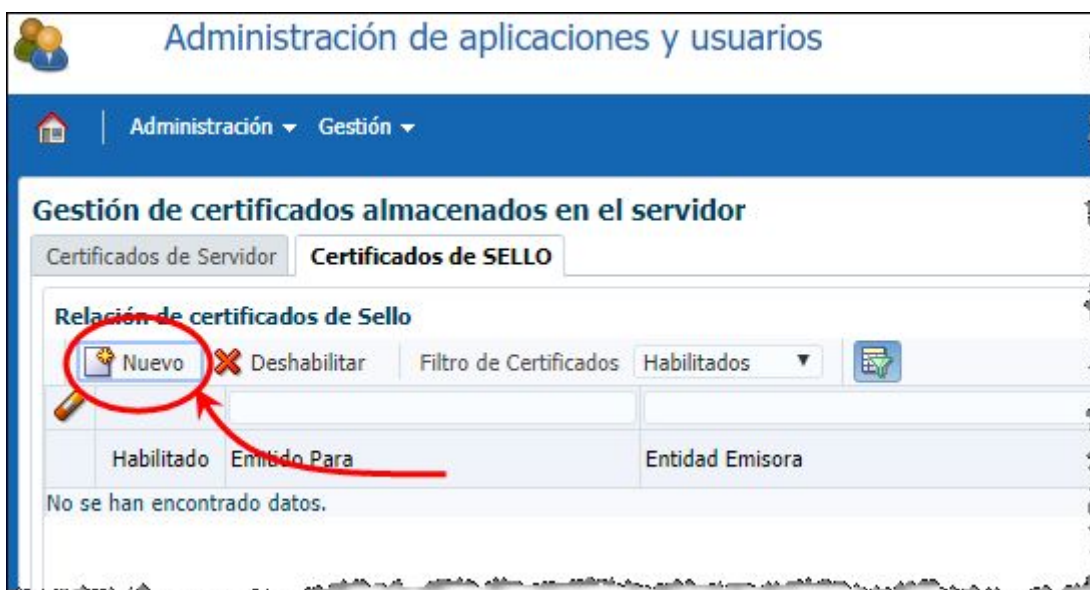 Administración de aplicaciones y usuarios
Administración Gestión
Gestión de certificados almacenados en el servidor
Certificados de Servidor Certificados de SELLO
Relación de certificados de Sello
Nuevo Deshabilitar Filtro de Certificados Habilitados
Habilitado Emitido Para Entidad Emisora
No se han encontrado datos.